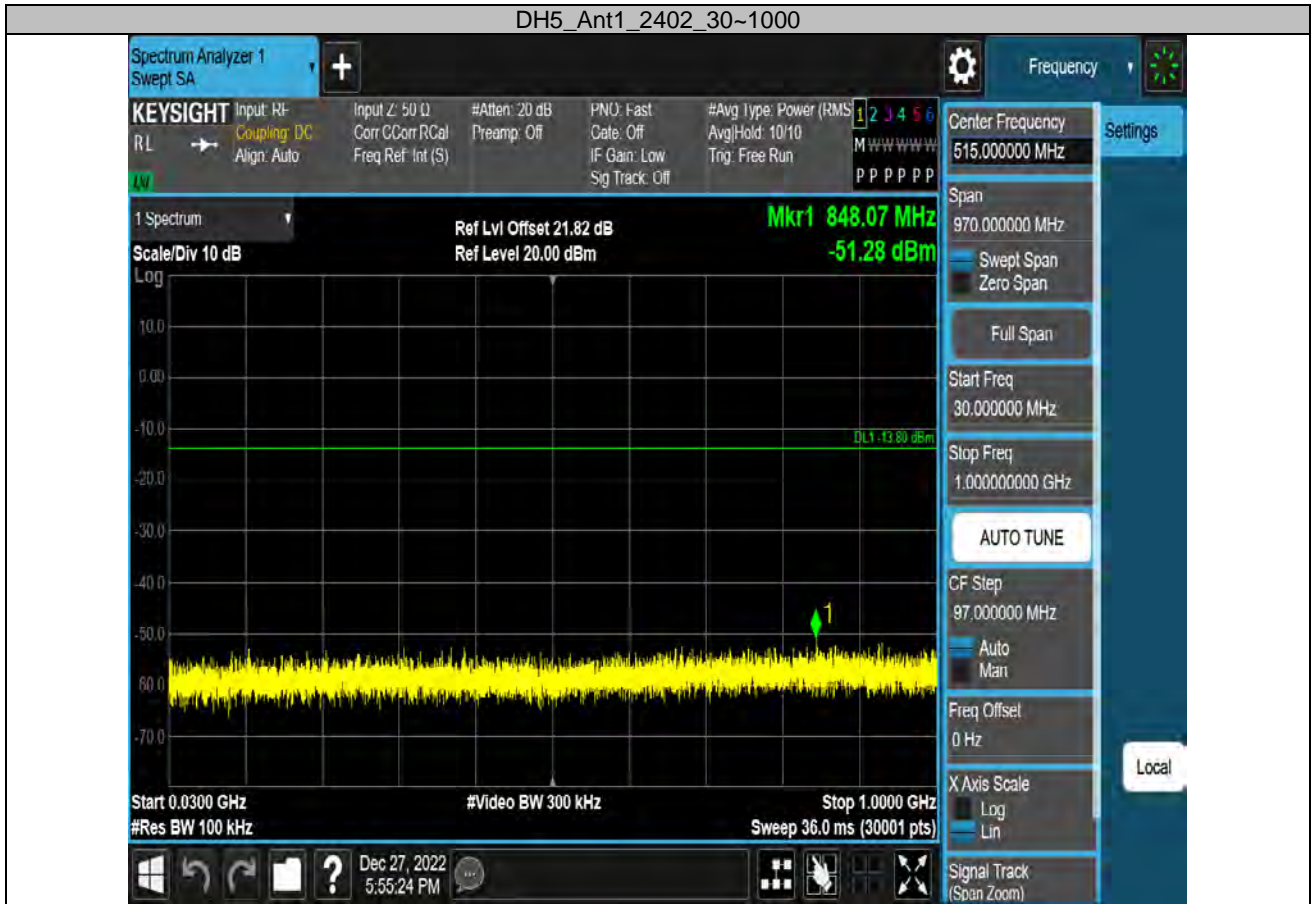 DH5_Ant1_2402_30~1000
Spectrum Analyzer 1
Swept SA
+
Frequency
KEYSIGHT
RL
Input: RF
Coupling: DC
Align: Auto
Input Z: 50 Ω
Corr CCorr RCal
Freq Ref: Int (S)
#Atten: 20 dB
Preamp: Off
PNO: Fast
Gate: Off
IF Gain: Low
Sig Track: Off
#Avg Type: Power (RMS
Avg|Hold: 10/10
Trig: Free Run
1 2 3 4 5 6
M W W W W W
P P P P P P
1 Spectrum
Scale/Div 10 dB
Ref Lvl Offset 21.82 dB
Ref Level 20.00 dBm
Mkr1 848.07 MHz
-51.28 dBm
Log
10.0
0.00
-10.0
DL1 -13.80 dBm
-20.0
-30.0
-40.0
1
-50.0
-60.0
-70.0
Start 0.0300 GHz
#Res BW 100 kHz
#Video BW 300 kHz
Stop 1.0000 GHz
Sweep 36.0 ms (30001 pts)
Center Frequency
515.000000 MHz
Settings
Span
970.000000 MHz
Swept Span
Zero Span
Full Span
Start Freq
30.000000 MHz
Stop Freq
1.000000000 GHz
AUTO TUNE
CF Step
97.000000 MHz
Auto
Man
Freq Offset
0 Hz
X Axis Scale
Log
Lin
Local
Signal Track
(Span Zoom)
?
Dec 27, 2022
5:55:24 PM